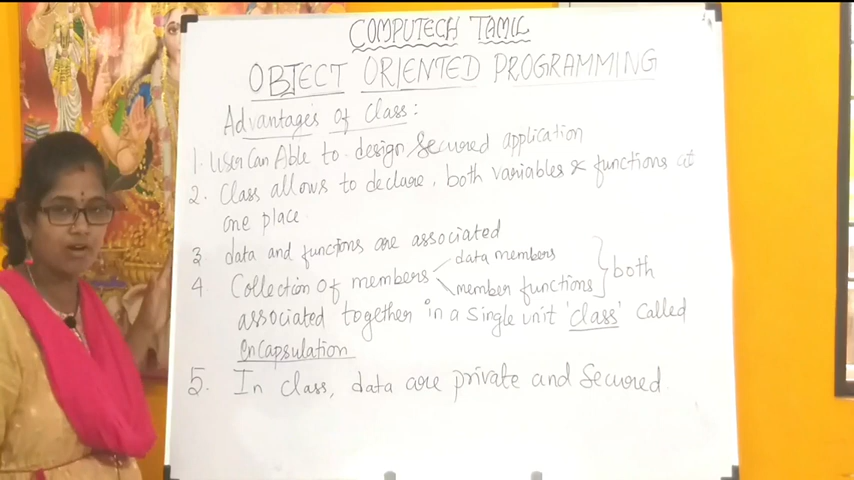 COMPUTECH TAMIL
OBJECT ORIENTED PROGRAMMING
Advantages of Class:
1. User Can Able to design Secured application
2. Class allows to declare, both variables & functions at
one place.
3 data and functions are associated
4 Collection of members data members
member functions } both
associated together in a single unit 'class' called
encapsulation
5. In class, data are private and Secured.